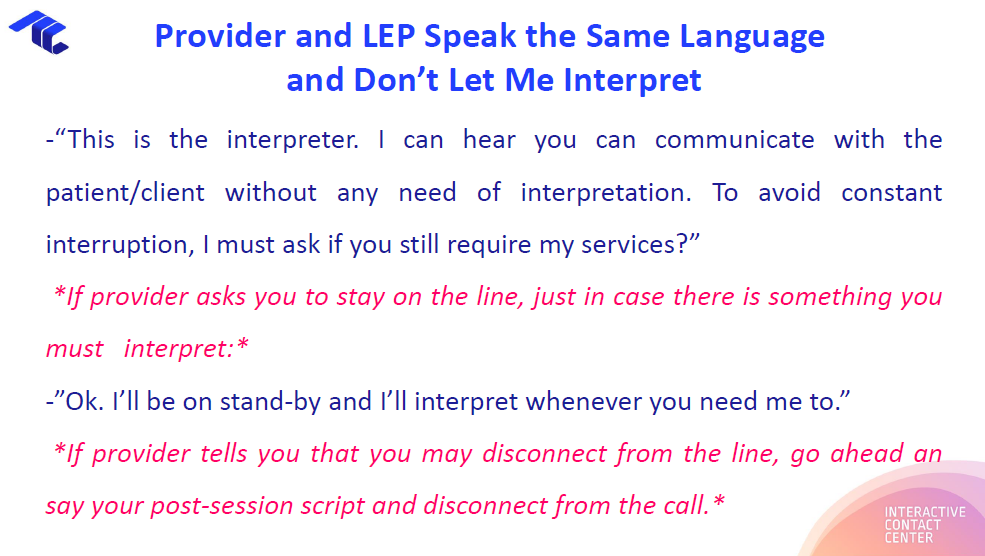 Provider and LEP Speak the Same Language
and Don’t Let Me Interpret
-“This is the interpreter. I can hear you can communicate with the
patient/client without any need of interpretation. To avoid constant
interruption, I must ask if you still require my services?”
*If provider asks you to stay on the line, just in case there is something you
must interpret:*
-”Ok. I’ll be on stand-by and I’ll interpret whenever you need me to.”
*If provider tells you that you may disconnect from the line, go ahead an
say your post-session script and disconnect from the call.*
INTERACTIVE
CONTACT
CENTER